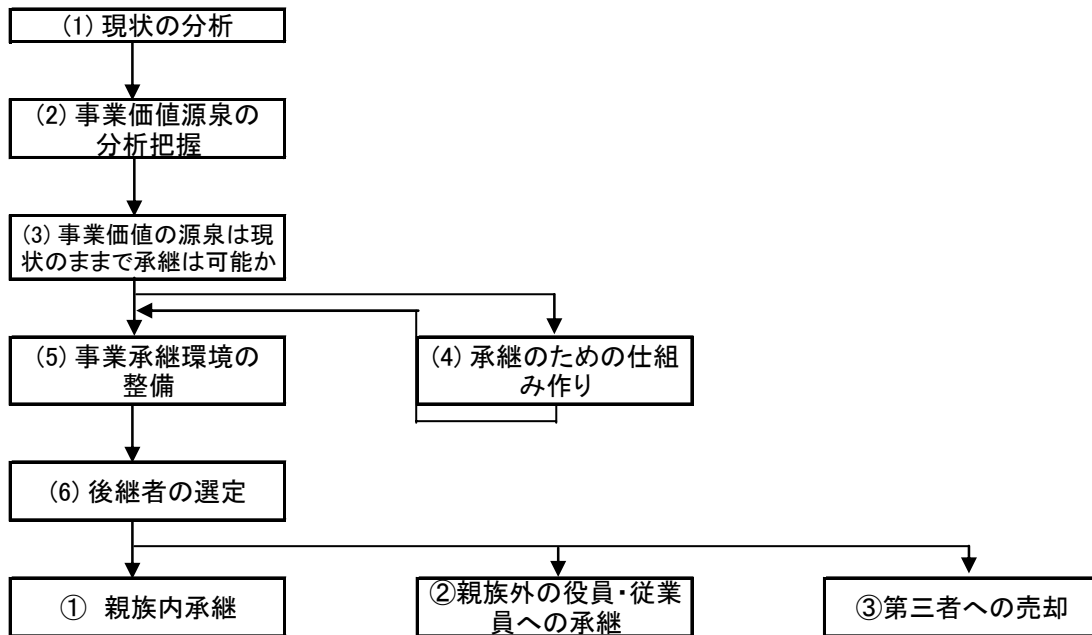 (1) 現状の分析
(2) 事業価値源泉の
分析把握
(3) 事業価値の源泉は現
状のままで承継は可能か
(5) 事業承継環境の
整備
(4) 承継のための仕組
み作り
(6) 後継者の選定
① 親族内承継
②親族外の役員・従業
員への承継
③第三者への売却